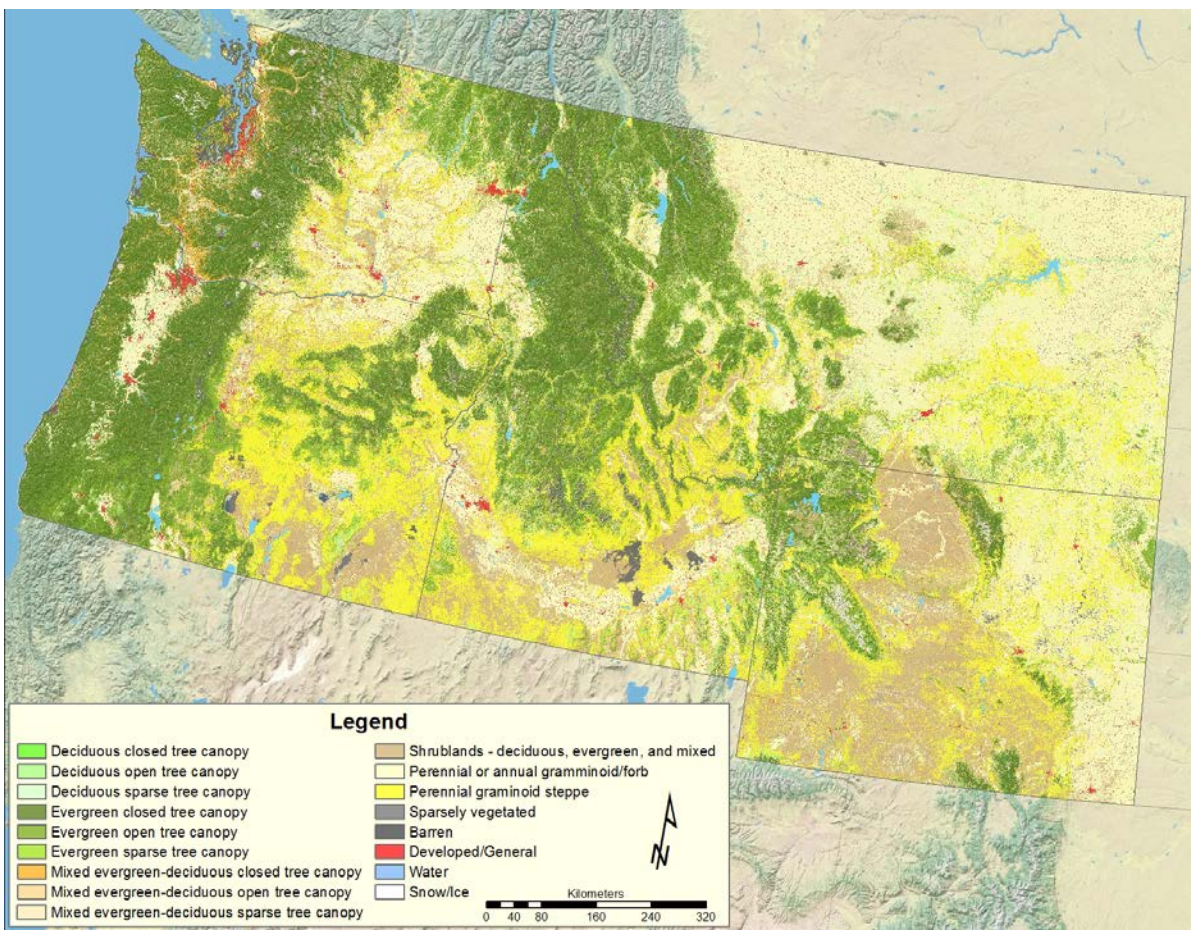 Legend
Deciduous closed tree canopy
Deciduous open tree canopy
Deciduous sparse tree canopy
Evergreen closed tree canopy
Evergreen open tree canopy
Evergreen sparse tree canopy
Mixed evergreen-deciduous closed tree canopy
Mixed evergreen-deciduous open tree canopy
Mixed evergreen-deciduous sparse tree canopy
Shrublands - deciduous, evergreen, and mixed
Perennial or annual gramminoid/forb
Perennial graminoid steppe
Sparsely vegetated
Barren
Developed/General
Water
Snow/Ice
N
Kilometers
0 40 80 160 240 320